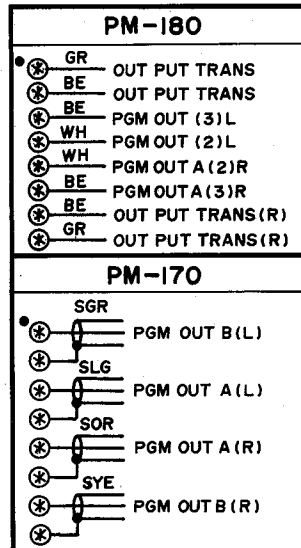 PM-180
GR OUT PUT TRANS
BE OUT PUT TRANS
BE PGM OUT (3)L
WH PGM OUT (2)L
WH PGM OUT A(2)R
BE PGM OUT A(3)R
BE OUT PUT TRANS(R)
GR OUT PUT TRANS(R)
PM-170
SGR
PGM OUT B(L)
SLG
PGM OUT A(L)
SOR
PGM OUT A(R)
SYE
PGM OUT B(R)